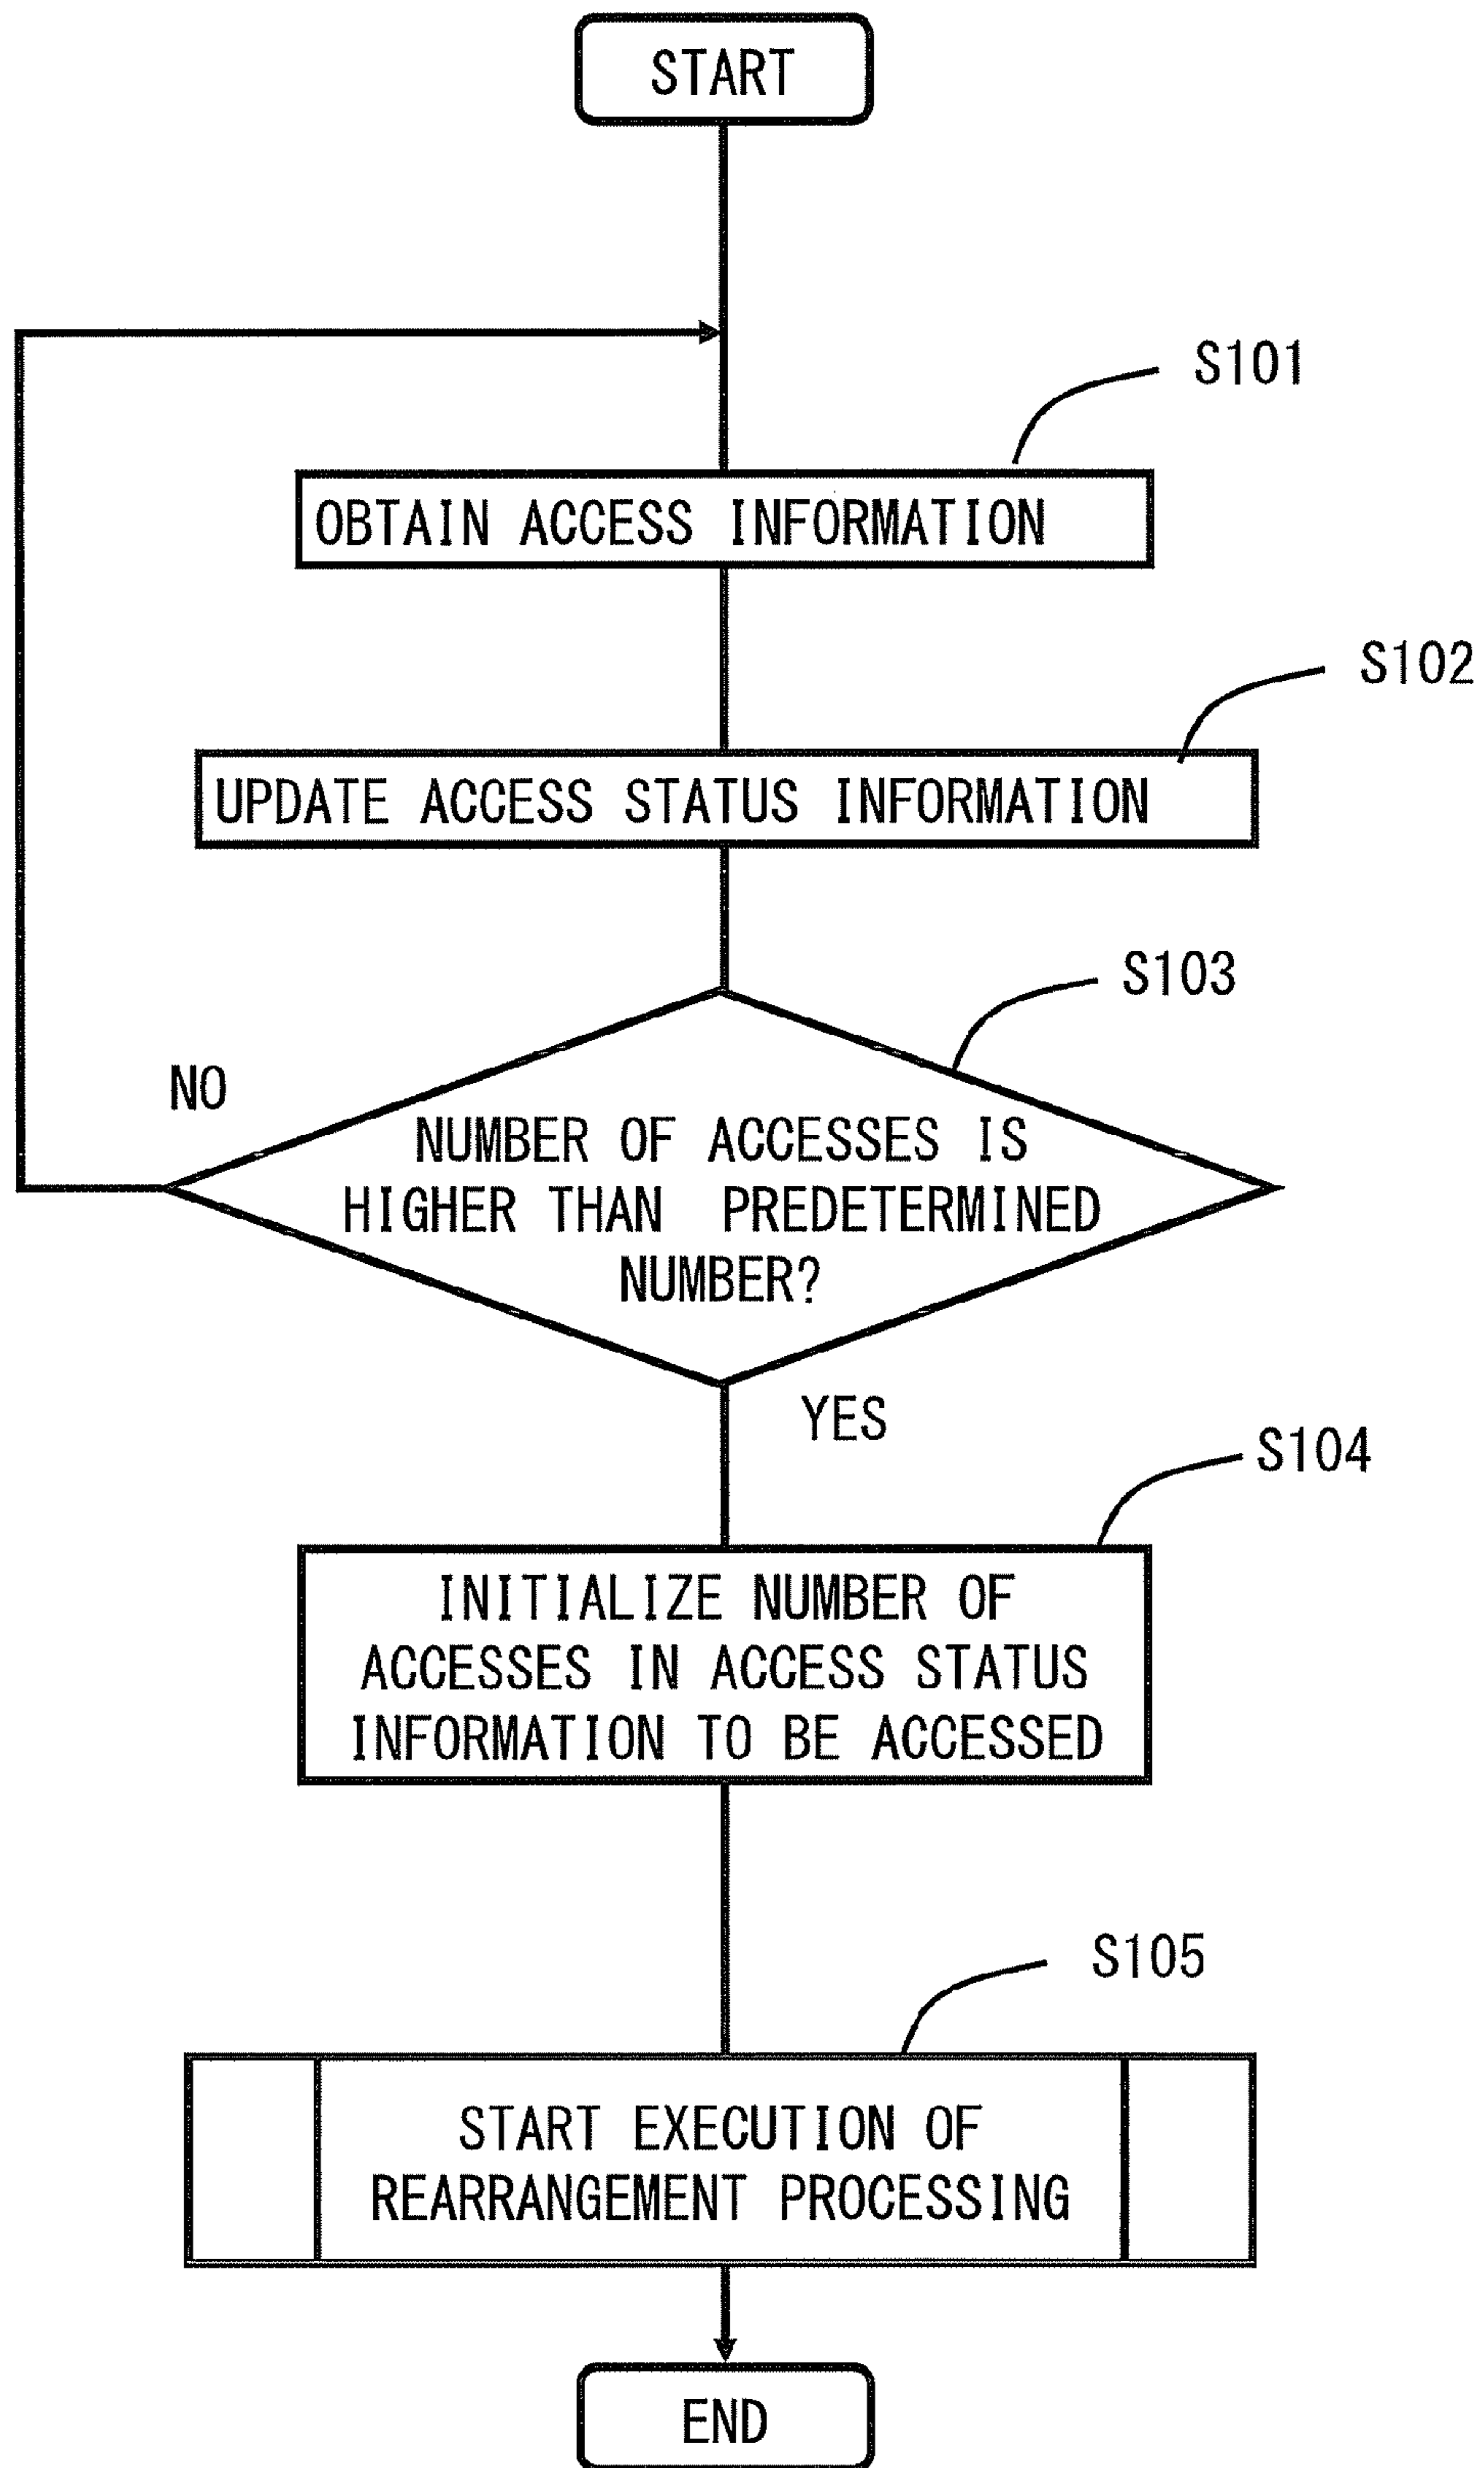 START
S101
OBTAIN ACCESS INFORMATION
S102
UPDATE ACCESS STATUS INFORMATION
S103
NO
NUMBER OF ACCESSES IS
HIGHER THAN PREDETERMINED
NUMBER?
YES
S104
INITIALIZE NUMBER OF
ACCESSES IN ACCESS STATUS
INFORMATION TO BE ACCESSED
S105
START EXECUTION OF
REARRANGEMENT PROCESSING
END